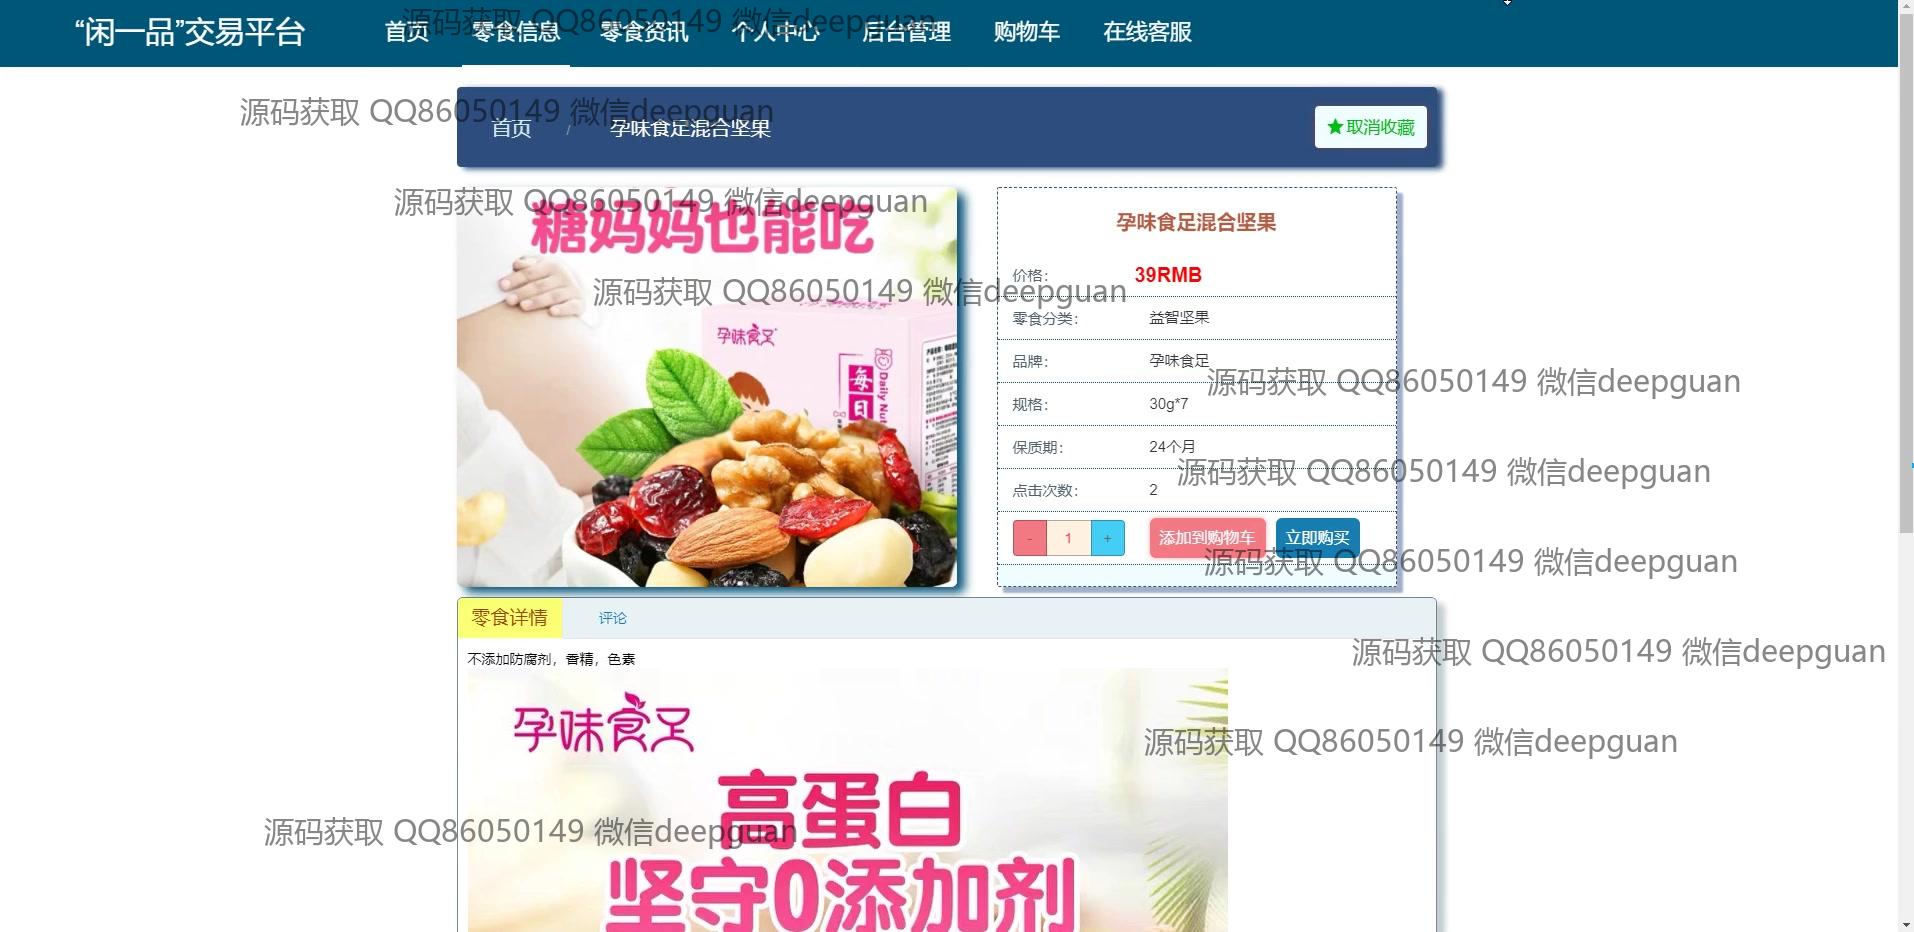 “闲一品”交易平台
首页 零食信息 零食资讯 个人中心 后台管理 购物车 在线客服
源码获取 QQ86050149 微信deepguan
源码获取 QQ86050149 微信deepguan
首页 / 孕味食足混合坚果
★取消收藏
源码获取 QQ86050149 微信deepguan
糖妈妈也能吃
孕味食足
每日
Daily Nut
孕味食足混合坚果
源码获取 QQ86050149 微信deepguan
价格： 39RMB
零食分类： 益智坚果
品牌： 孕味食足
源码获取 QQ86050149 微信deepguan
规格： 30g*7
保质期： 24个月
源码获取 QQ86050149 微信deepguan
点击次数： 2
- 1 + 添加到购物车 立即购买
源码获取 QQ86050149 微信deepguan
零食详情 评论
不添加防腐剂，香精，色素
源码获取 QQ86050149 微信deepguan
孕味食足
源码获取 QQ86050149 微信deepguan
高蛋白
源码获取 QQ86050149 微信deepguan
坚守0添加剂